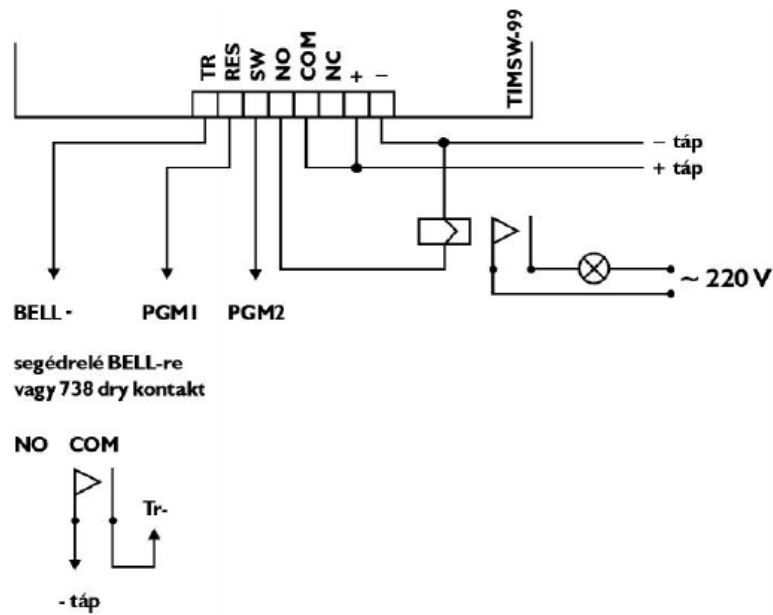 TR RES SW NO COM NC + −
TIMSW-99
− táp
+ táp
~ 220 V
BELL - PGM1 PGM2
segédrelé BELL-re
vagy 738 dry kontakt
NO COM
Tr-
- táp